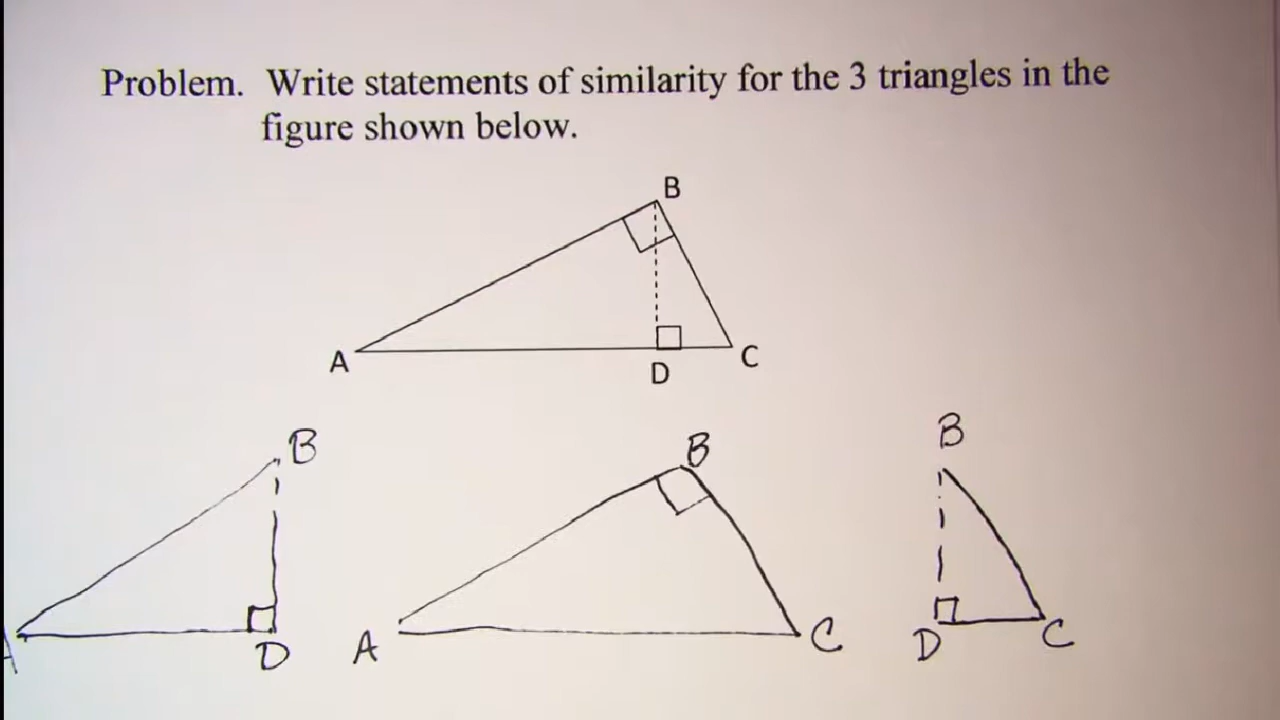 Problem. Write statements of similarity for the 3 triangles in the
figure shown below.
B
A
D
C
B
D
A
B
A
C
B
D
C